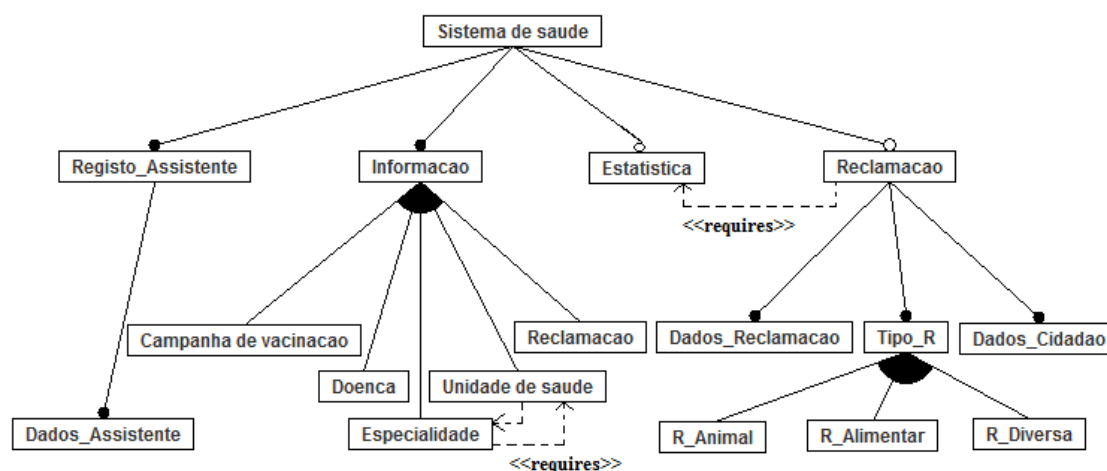 Sistema de saude
Registo_Assistente
Informacao
Estatistica
Reclamacao
<<requires>>
Campanha de vacinacao
Reclamacao
Dados_Reclamacao
Tipo_R
Dados_Cidadao
Doenca
Unidade de saude
Dados_Assistente
Especialidade
R_Animal
R_Alimentar
R_Diversa
<<requires>>